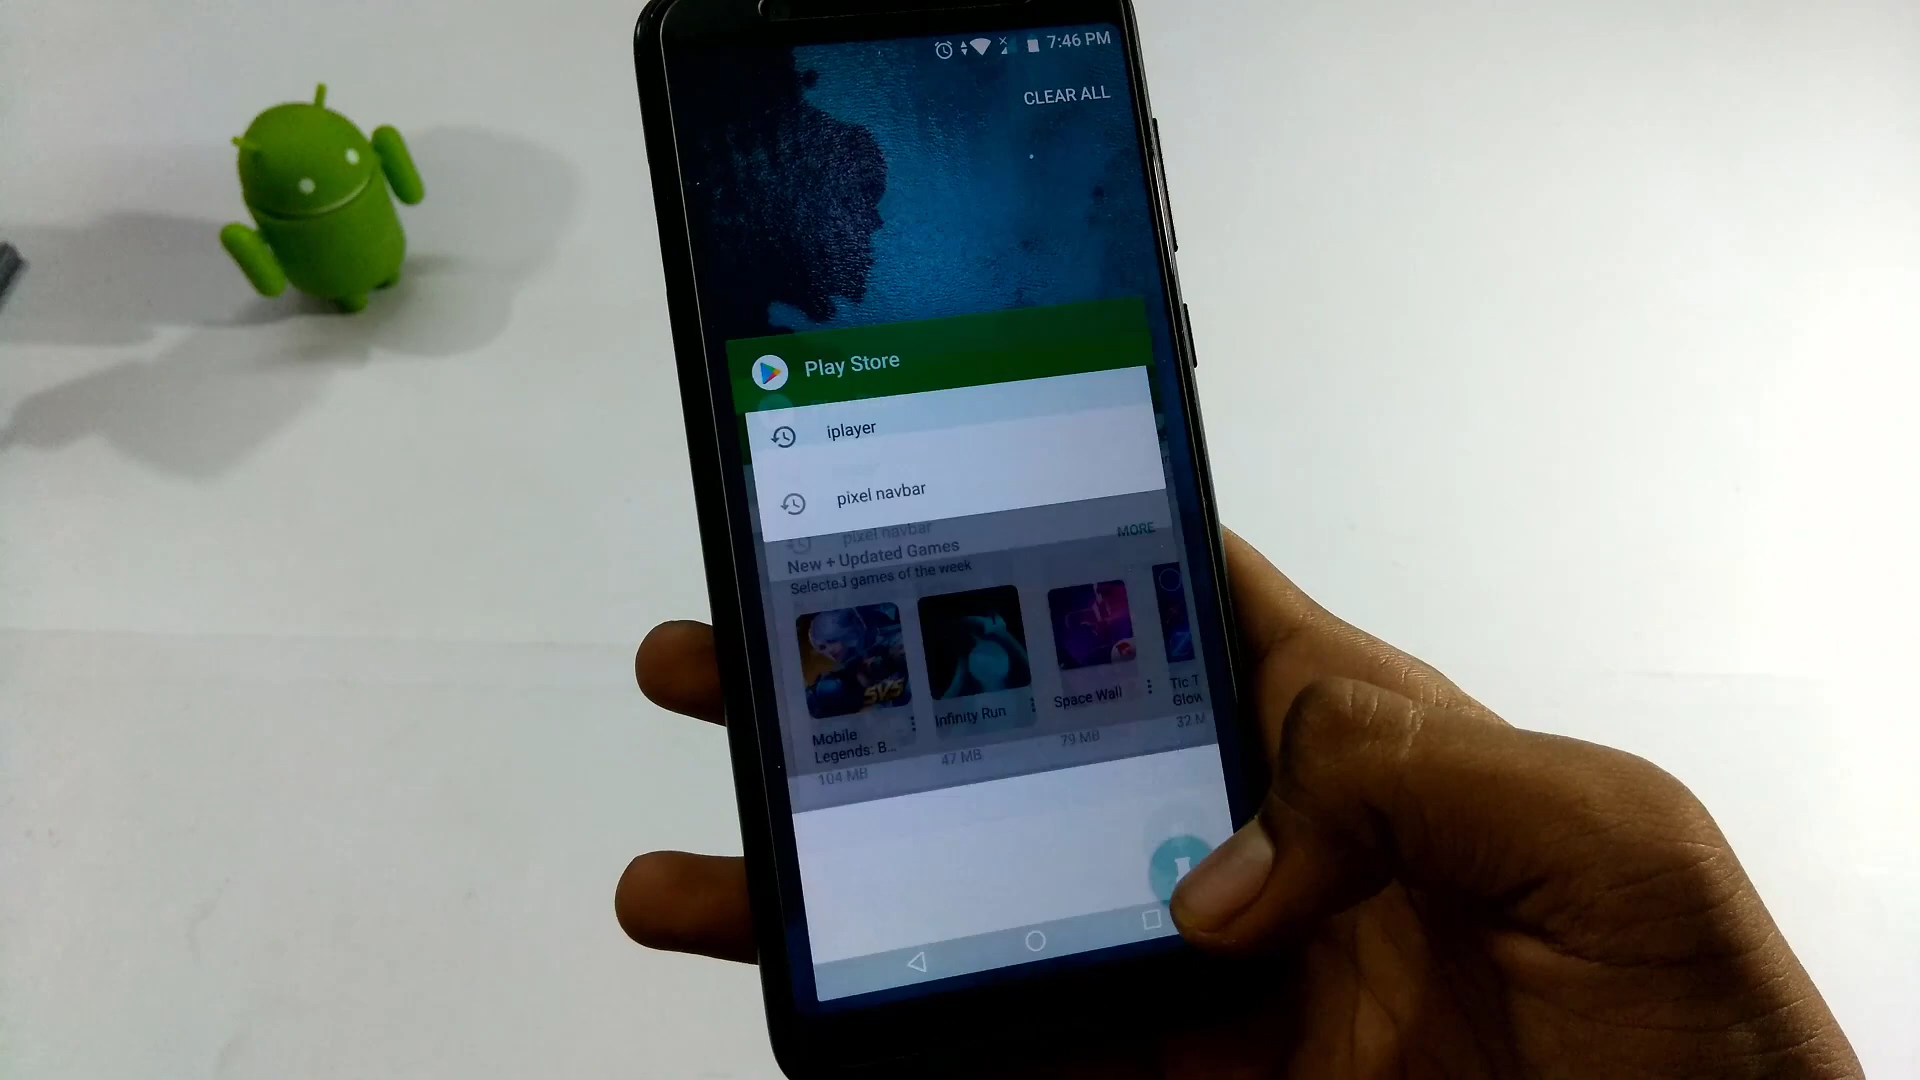 7:46 PM
CLEAR ALL
Play Store
iplayer
pixel navbar
pixel navbar
MORE
New + Updated Games
Selected games of the week
5V5
Mobile
Legends: B...
104 MB
Infinity Run
47 MB
Space Wall
79 MB
Tic T
Glow
32 M